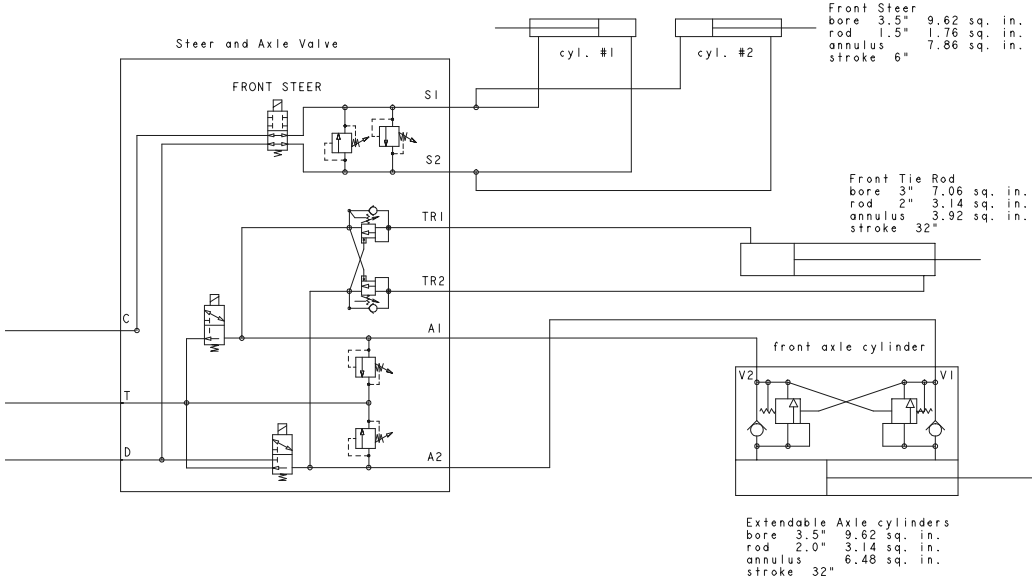 Front Steer
bore 3.5" 9.62 sq. in.
rod 1.5" 1.76 sq. in.
annulus 7.86 sq. in.
stroke 6"
Steer and Axle Valve
cyl. #1
cyl. #2
FRONT STEER
S1
S2
Front Tie Rod
bore 3" 7.06 sq. in.
rod 2" 3.14 sq. in.
annulus 3.92 sq. in.
stroke 32"
TR1
TR2
C
A1
front axle cylinder
V2
V1
T
D
A2
Extendable Axle cylinders
bore 3.5" 9.62 sq. in.
rod 2.0" 3.14 sq. in.
annulus 6.48 sq. in.
stroke 32"